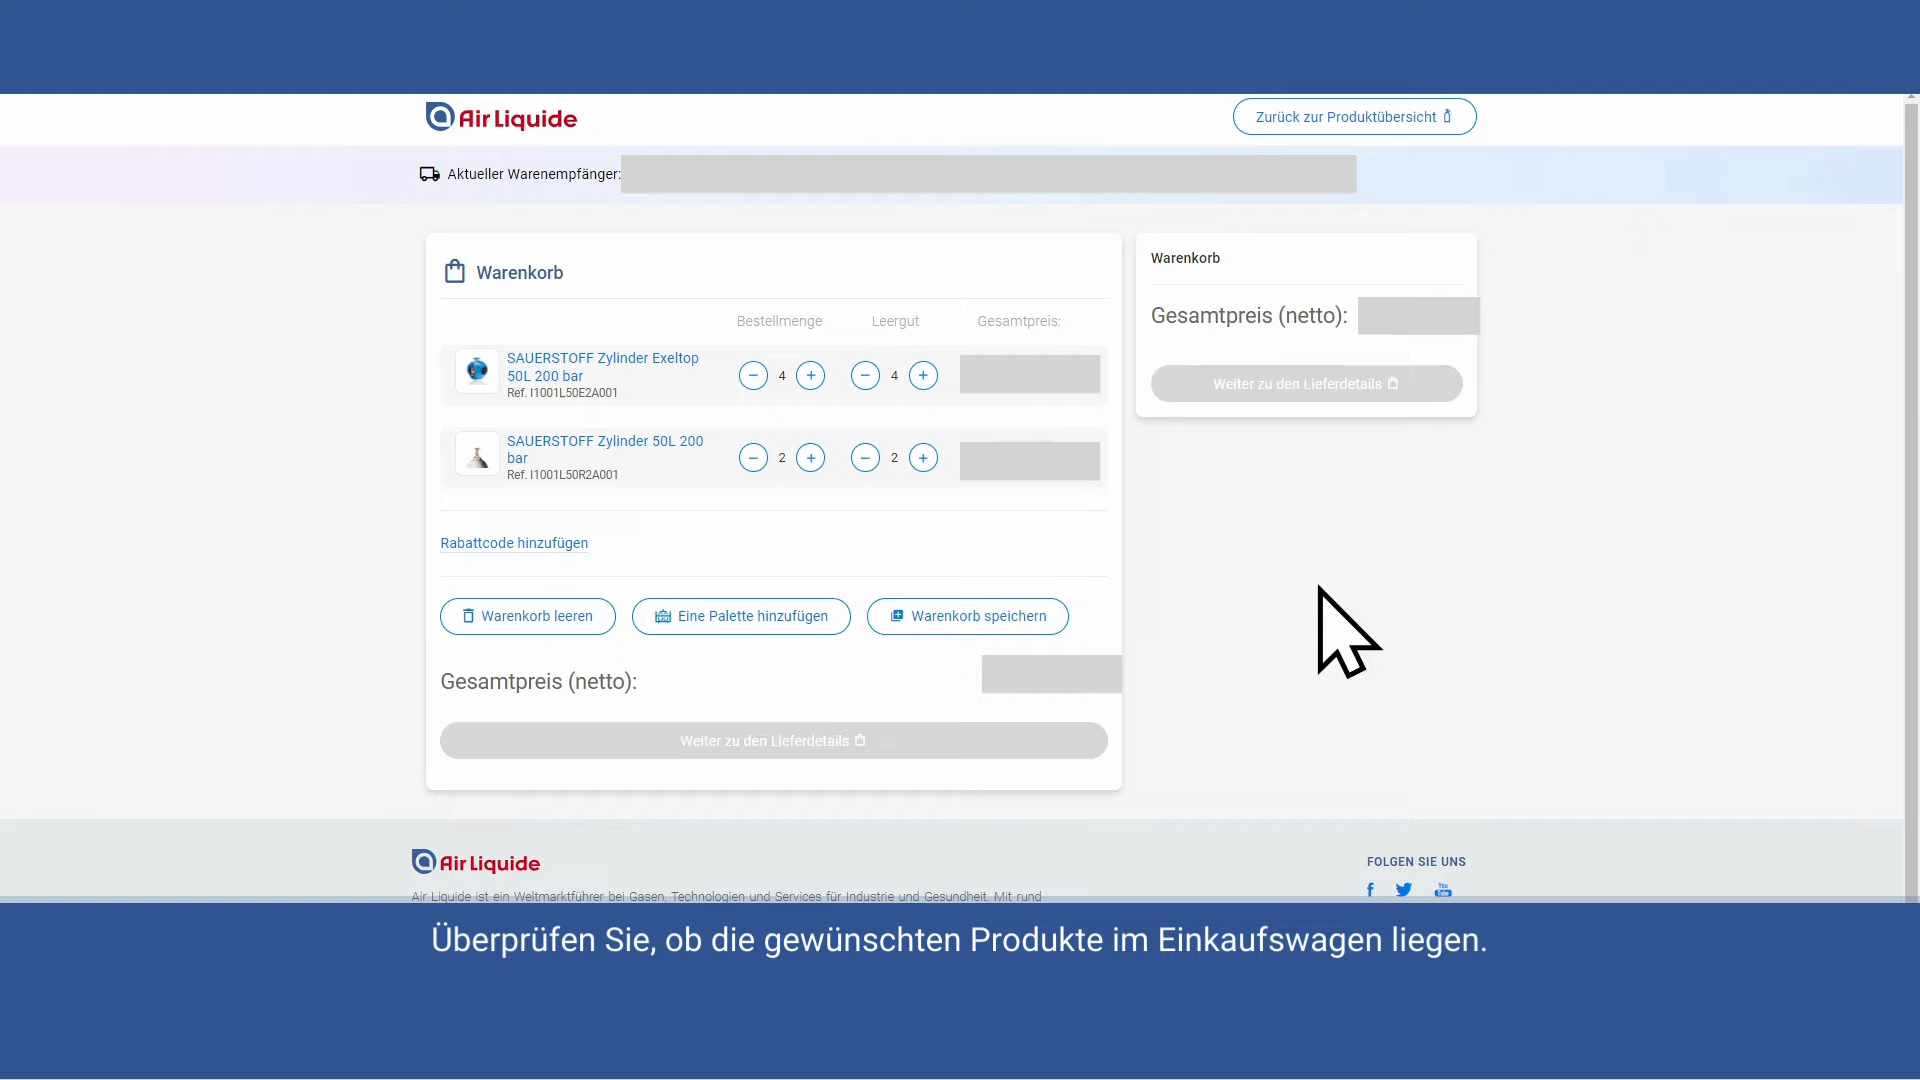 Air Liquide
Zurück zur Produktübersicht
Aktueller Warenempfänger:
Warenkorb
Bestellmenge Leergut Gesamtpreis:
SAUERSTOFF Zylinder Exeltop
50L 200 bar
Ref. I1001L50E2A001
− 4 + − 4 +
SAUERSTOFF Zylinder 50L 200
bar
Ref. I1001L50R2A001
− 2 + − 2 +
Rabattcode hinzufügen
Warenkorb leeren
Eine Palette hinzufügen
Warenkorb speichern
Gesamtpreis (netto):
Weiter zu den Lieferdetails
Warenkorb
Gesamtpreis (netto):
Weiter zu den Lieferdetails
Air Liquide
Air Liquide ist ein Weltmarktführer bei Gasen, Technologien und Services für Industrie und Gesundheit. Mit rund
FOLGEN SIE UNS
Überprüfen Sie, ob die gewünschten Produkte im Einkaufswagen liegen.